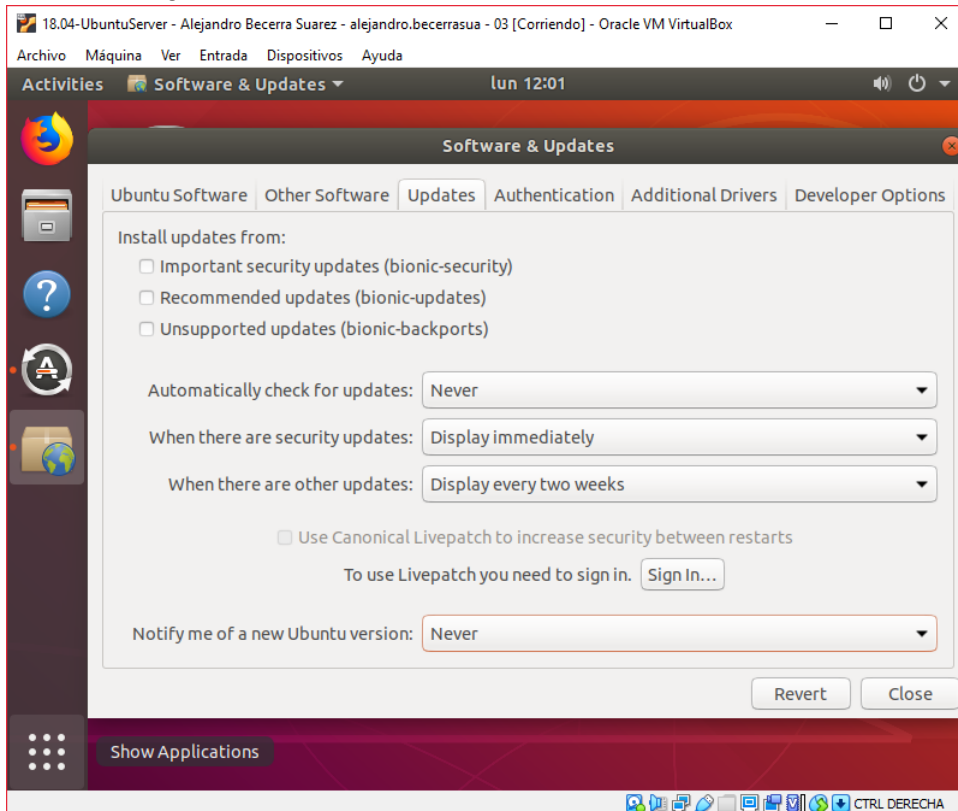 18.04-UbuntuServer - Alejandro Becerra Suarez - alejandro.becerrasua - 03 [Corriendo] - Oracle VM VirtualBox
Archivo Máquina Ver Entrada Dispositivos Ayuda
Activities Software & Updates lun 12:01
Software & Updates
Ubuntu Software Other Software Updates Authentication Additional Drivers Developer Options
Install updates from:
Important security updates (bionic-security)
Recommended updates (bionic-updates)
Unsupported updates (bionic-backports)
Automatically check for updates: Never
When there are security updates: Display immediately
When there are other updates: Display every two weeks
Use Canonical Livepatch to increase security between restarts
To use Livepatch you need to sign in. Sign In...
Notify me of a new Ubuntu version: Never
Revert Close
Show Applications
CTRL DERECHA